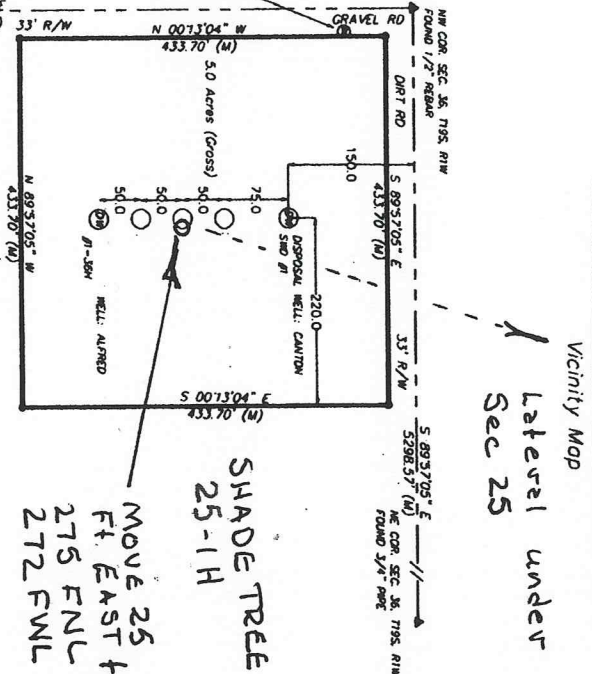 Vicinity Map
Lateral under
Sec 25
NW COR. SEC. 36, T19S, R1W
FOUND 1/2" REBAR
S 89°57'05" E
5298.57' (M)
NE COR. SEC. 36, T19S, R1W
FOUND 3/4" PIPE
GRAVEL RD
DIRT RD
33' R/W
S 89°57'05" E
433.70' (M)
33' R/W
N 00°13'04" W
433.70' (M)
150.0
5.0 Acres (Gross)
DISPOSAL WELL: CANTON
SWD #1
220.0
75.0
50.0
50.0
50.0
WELL: ALFRED
#1-36H
S 00°13'04" E
433.70' (M)
N 89°57'05" W
433.70' (M)
SHADE TREE
25-1H
MOVE 25
Ft. EAST
275 FNL
272 FWL